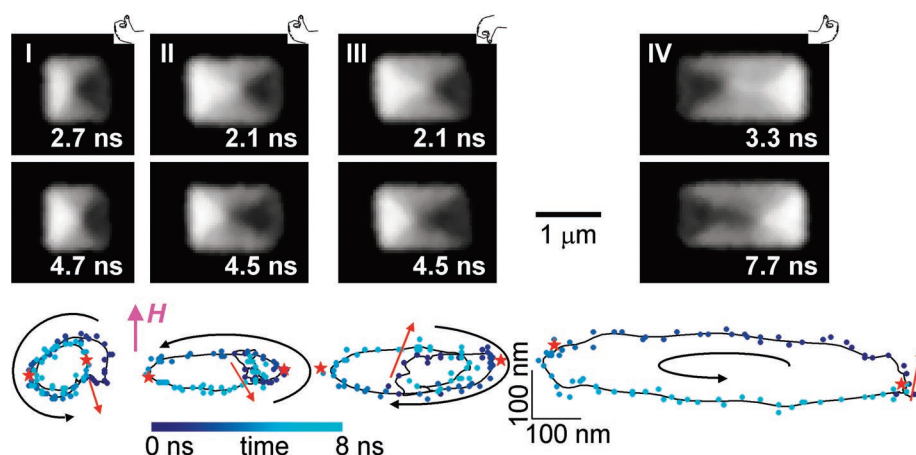 I II III IV
2.7 ns 2.1 ns 2.1 ns 3.3 ns
4.7 ns 4.5 ns 4.5 ns 7.7 ns
1 μm
H
0 ns time 8 ns
100 nm
100 nm